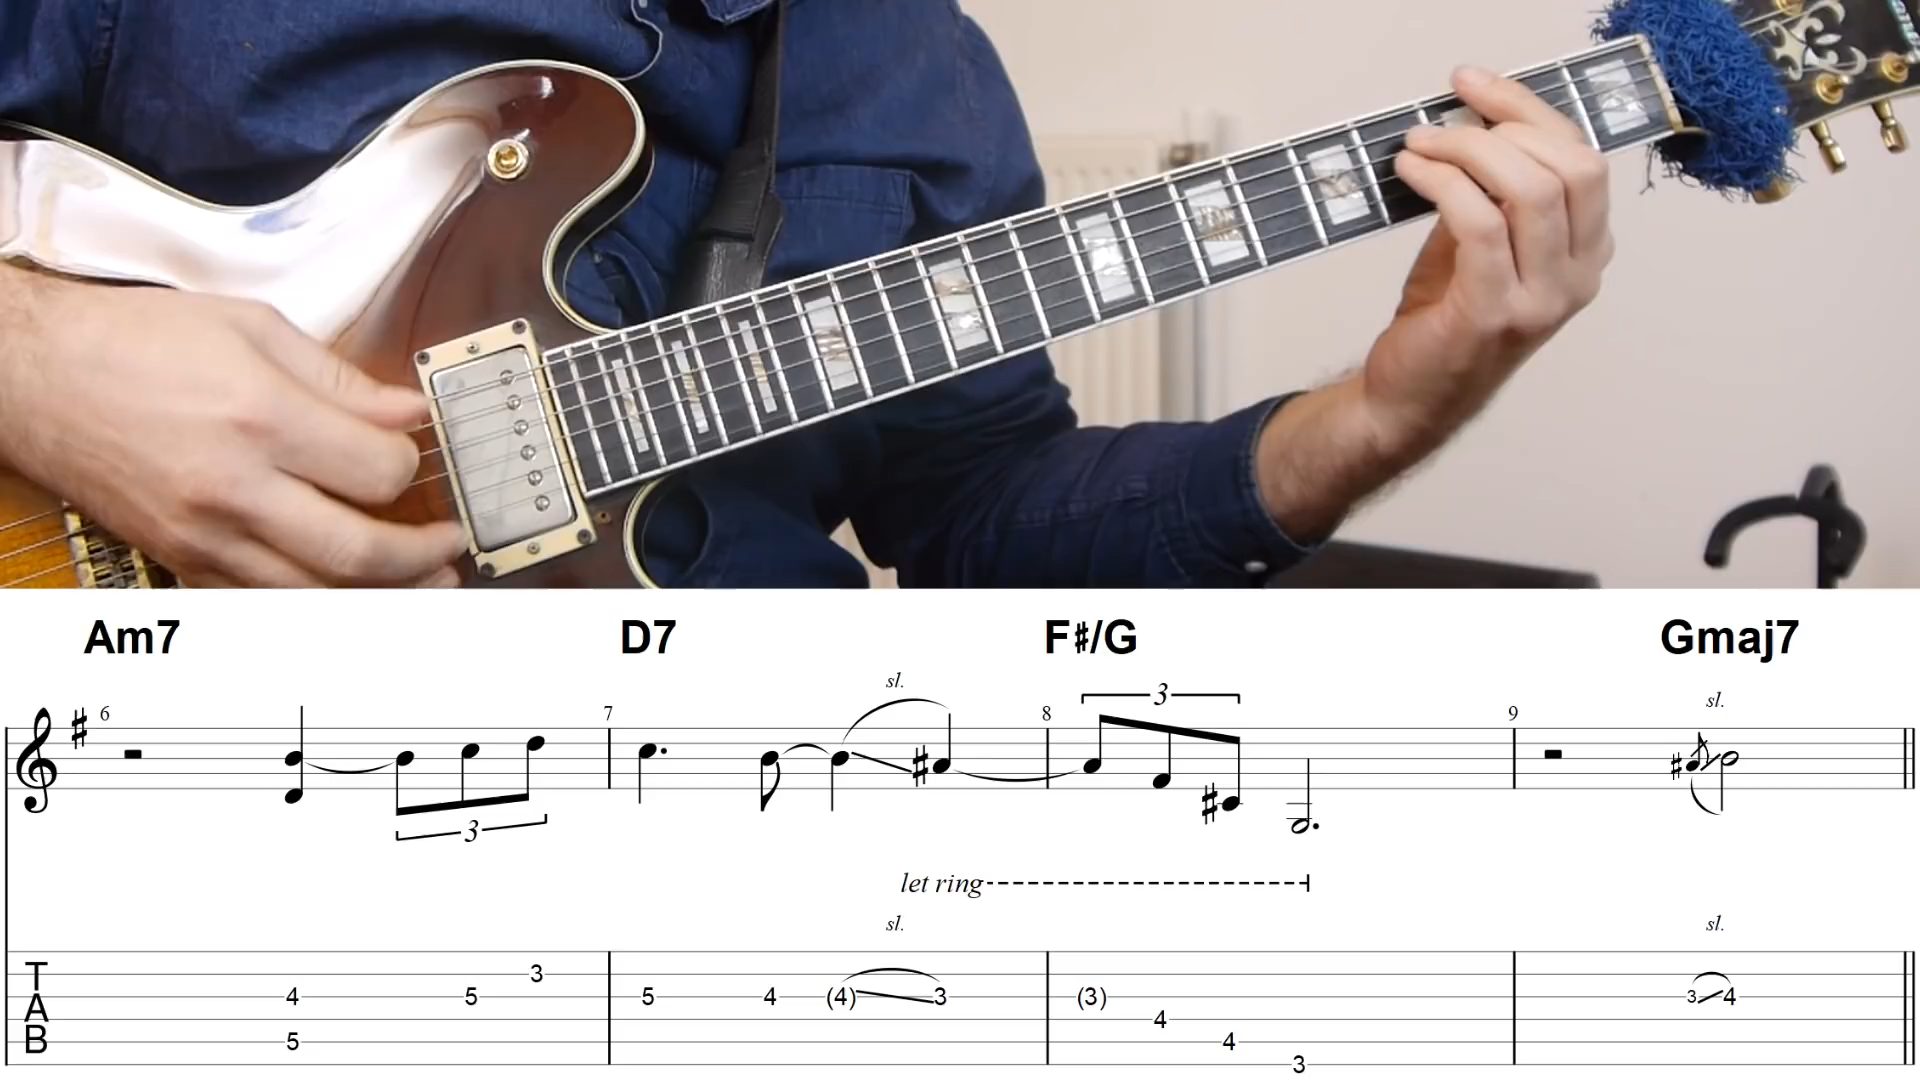 Am7 D7 F♯/G Gmaj7
sl. sl.
6 7 8 3 9
3
let ring
sl. sl.
T 3
A 4 5 5 4 (4) 3 (3) 3 4
4
B 5 4
3